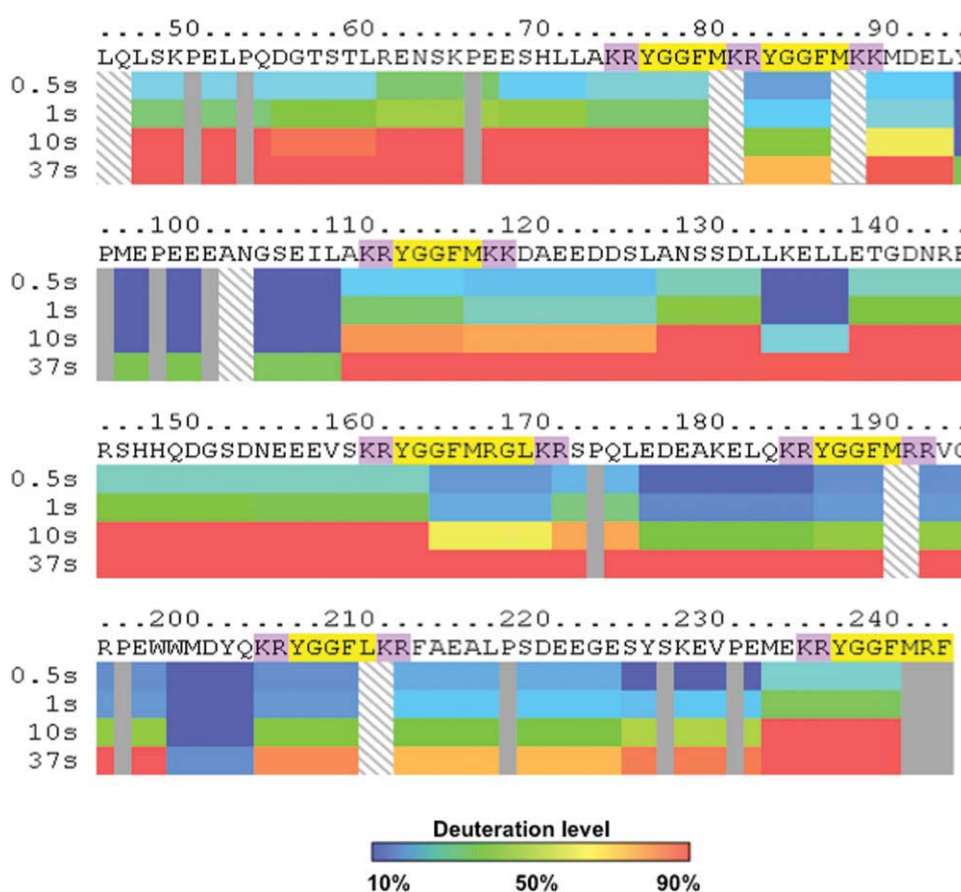 ....50........60........70........80........90....
LQLSKPELPQDGTSTLRENSKPEESHLLAKRYGGFMKRYGGFMKKMDELY
0.5s
1s
10s
37s
...100.......110.......120.......130.......140....
PMEPEEEANGSEILAKRYGGFMKKDAEEDDSLANSSDLLKELLETGDNRE
0.5s
1s
10s
37s
...150.......160.......170.......180.......190....
RSHHQDGSDNEEEVSKRYGGFMRGLKRSPQLEDEAKELQKRYGGFMRRVG
0.5s
1s
10s
37s
...200.......210.......220.......230.......240...
RPEWWMDYQKRYGGFLKRFAEALPSDEEGESYSKEVPEMEKRYGGFMRF
0.5s
1s
10s
37s
Deuteration level
10% 50% 90%